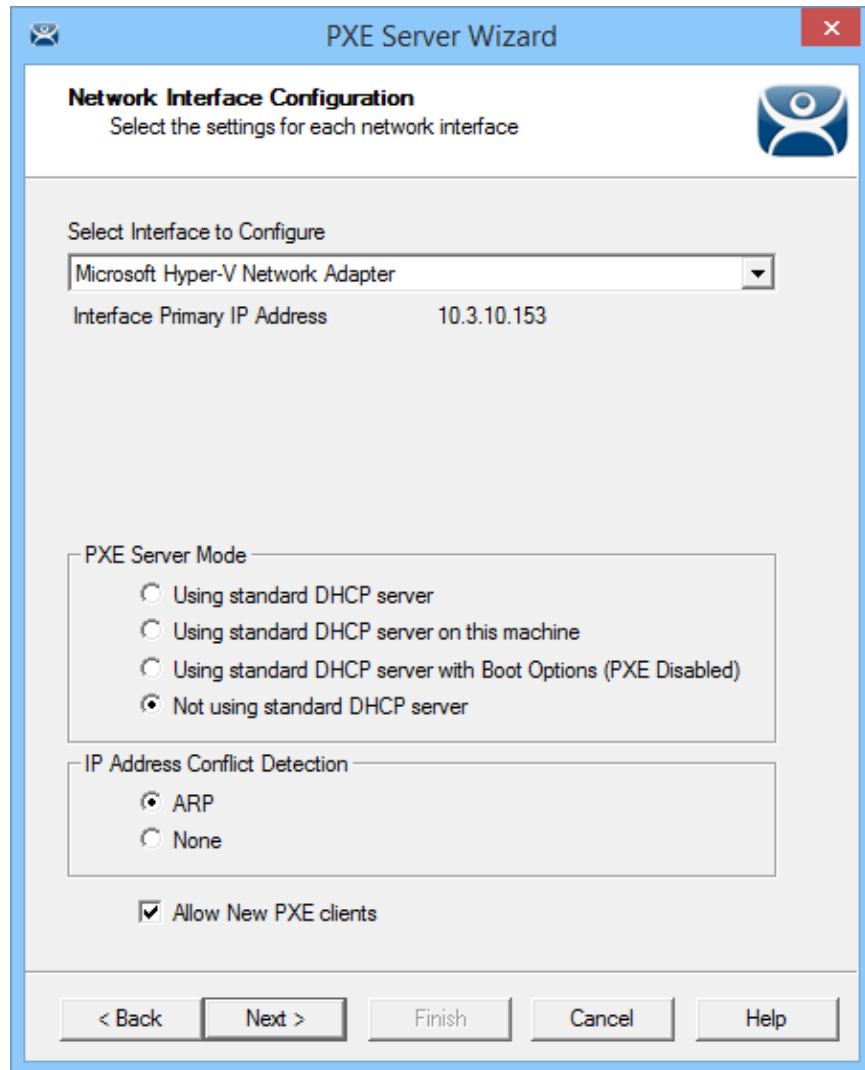 PXE Server Wizard
Network Interface Configuration
Select the settings for each network interface
Select Interface to Configure
Microsoft Hyper-V Network Adapter
Interface Primary IP Address 10.3.10.153
PXE Server Mode
Using standard DHCP server
Using standard DHCP server on this machine
Using standard DHCP server with Boot Options (PXE Disabled)
Not using standard DHCP server
IP Address Conflict Detection
ARP
None
Allow New PXE clients
< Back Next > Finish Cancel Help